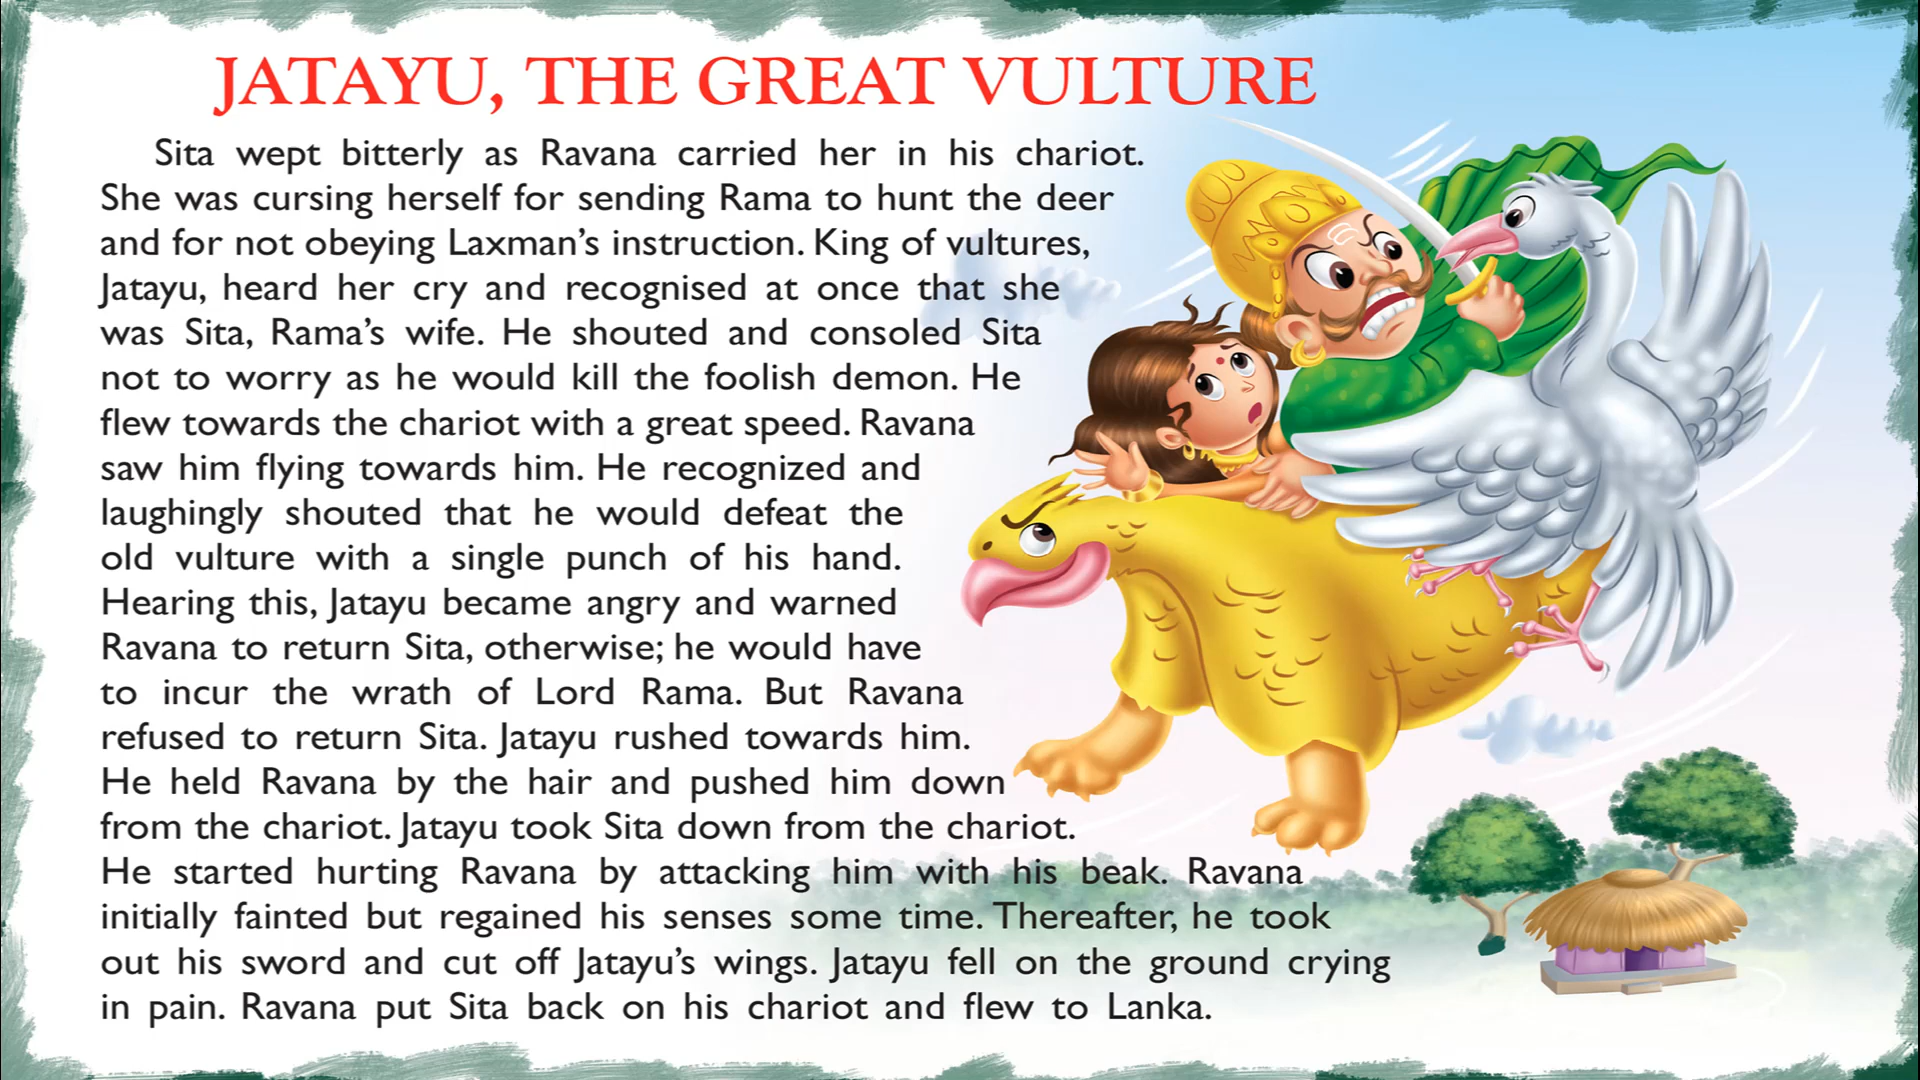 JATAYU, THE GREAT VULTURE
Sita wept bitterly as Ravana carried her in his chariot.
She was cursing herself for sending Rama to hunt the deer
and for not obeying Laxman’s instruction. King of vultures,
Jatayu, heard her cry and recognised at once that she
was Sita, Rama’s wife. He shouted and consoled Sita
not to worry as he would kill the foolish demon. He
flew towards the chariot with a great speed. Ravana
saw him flying towards him. He recognized and
laughingly shouted that he would defeat the
old vulture with a single punch of his hand.
Hearing this, Jatayu became angry and warned
Ravana to return Sita, otherwise; he would have
to incur the wrath of Lord Rama. But Ravana
refused to return Sita. Jatayu rushed towards him.
He held Ravana by the hair and pushed him down
from the chariot. Jatayu took Sita down from the chariot.
He started hurting Ravana by attacking him with his beak. Ravana
initially fainted but regained his senses some time. Thereafter, he took
out his sword and cut off Jatayu’s wings. Jatayu fell on the ground crying
in pain. Ravana put Sita back on his chariot and flew to Lanka.